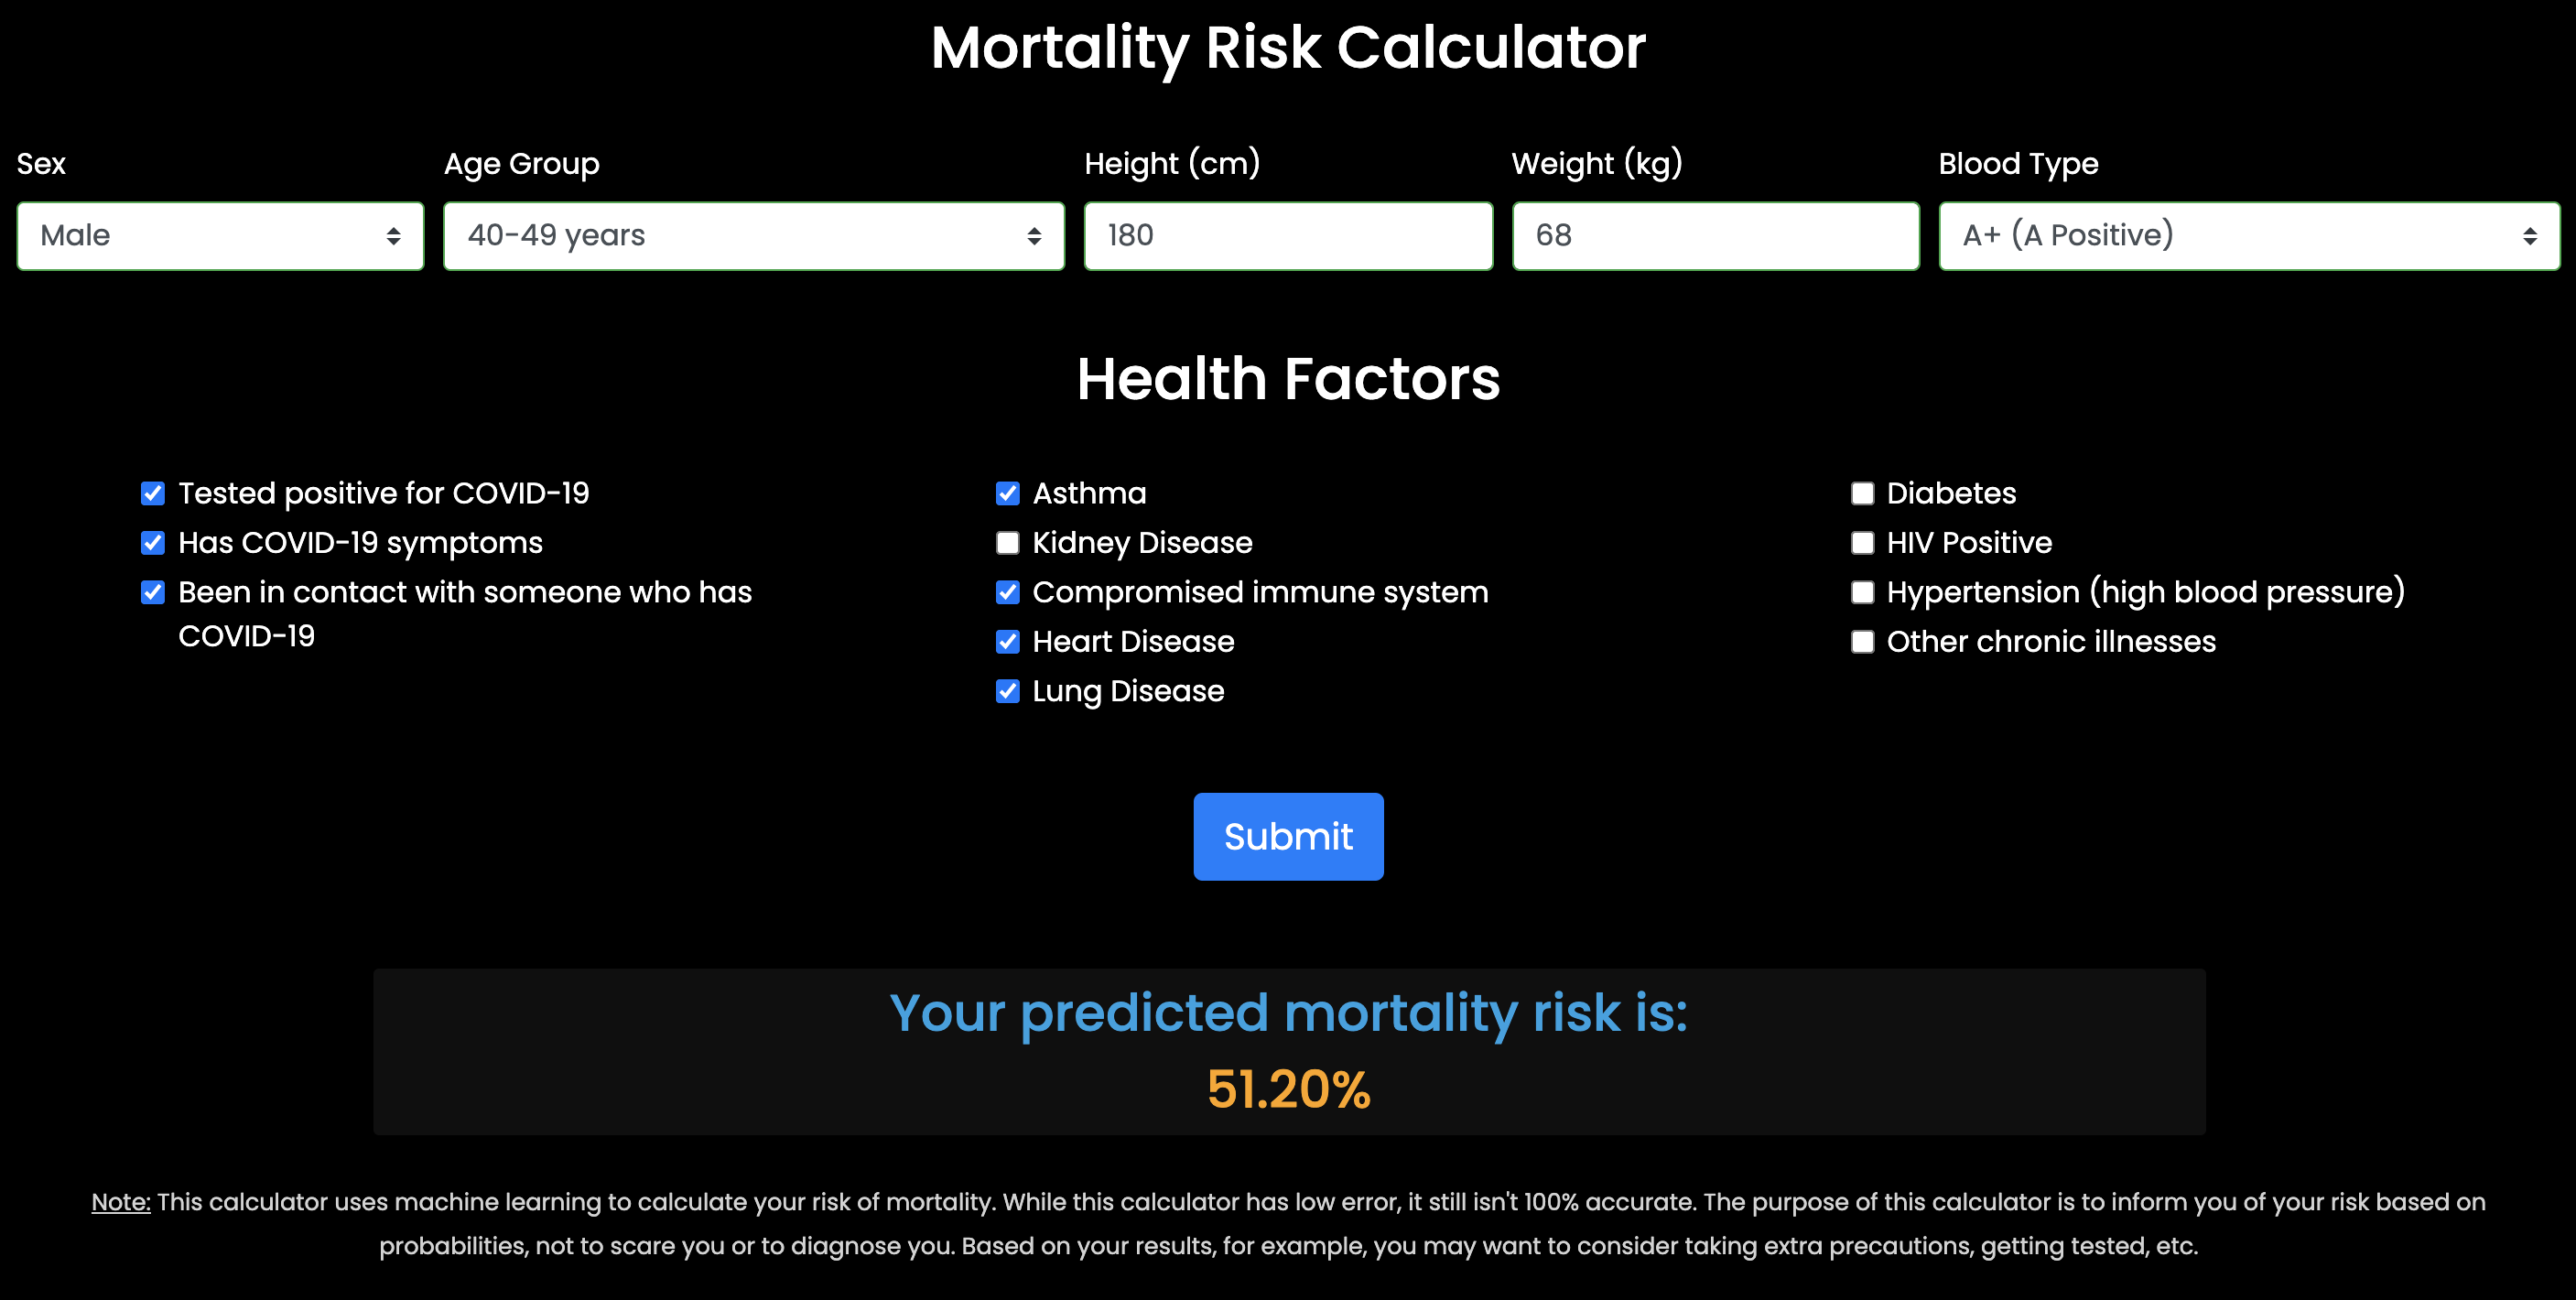 Mortality Risk Calculator
Sex
Age Group
Height (cm)
Weight (kg)
Blood Type
Male
40-49 years
180
68
A+ (A Positive)
Health Factors
Tested positive for COVID-19
Has COVID-19 symptoms
Been in contact with someone who has
COVID-19
Asthma
Kidney Disease
Compromised immune system
Heart Disease
Lung Disease
Diabetes
HIV Positive
Hypertension (high blood pressure)
Other chronic illnesses
Submit
Your predicted mortality risk is:
51.20%
Note: This calculator uses machine learning to calculate your risk of mortality. While this calculator has low error, it still isn't 100% accurate. The purpose of this calculator is to inform you of your risk based on
probabilities, not to scare you or to diagnose you. Based on your results, for example, you may want to consider taking extra precautions, getting tested, etc.